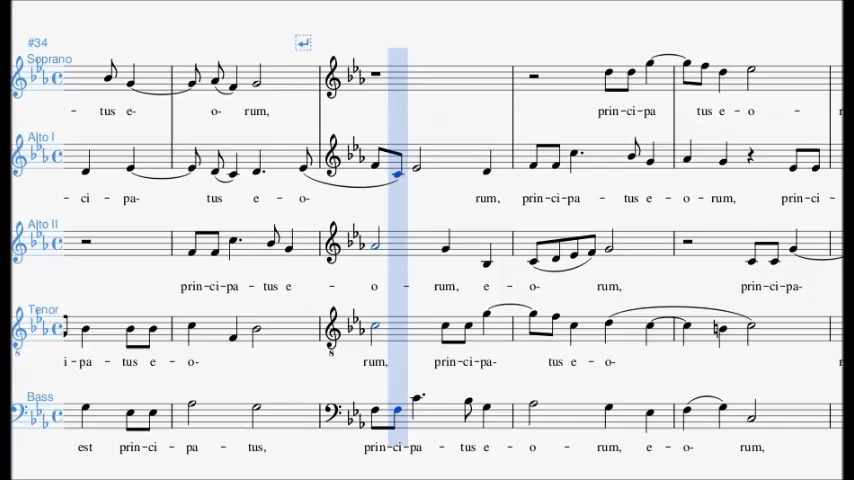 #34
Soprano
- tus e- o- rum, prin-ci-pa tus e - o - r
Alto I
- ci - pa- tus e - o- rum, prin-ci-pa- tus e - o - rum, prin-ci -
Alto II
prin-ci-pa- tus e - o - rum, e - o- rum, prin-ci-pa-
Tenor
i - pa - tus e - o- rum, prin-ci-pa- tus e - o-
Bass
est prin-ci - pa - tus, prin-ci-pa - tus e - o - rum, e - o- rum,